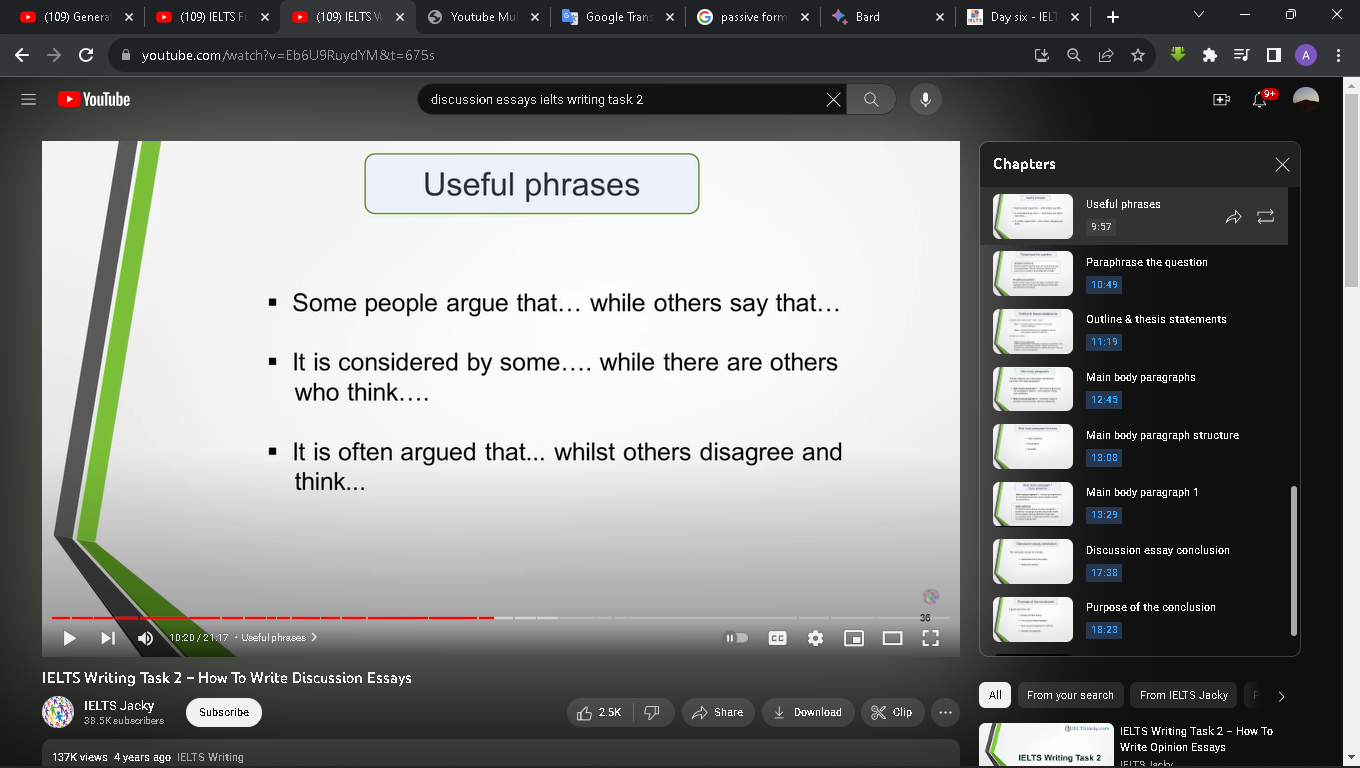 (109) Genera
(109) IELTS Fu
(109) IELTS W
Youtube Mul
Google Trans
passive form
Bard
Day six - IELT
youtube.com/watch?v=Eb6U9RuydYM&t=675s
A
YouTube
discussion essays ielts writing task 2
9+
Useful phrases
▪ Some people argue that…. while others say that…
▪ It is considered by some…. while there are others
who think…
▪ It is often argued that... whilst others disagree and
think...
36
10:20 / 21:17 • Useful phrases
Chapters
Useful phrases
9:57
Paraphrase the question
10:49
Outline & thesis statements
11:19
Main body paragraphs
12:45
Main body paragraph structure
13:08
Main body paragraph 1
13:29
Discussion essay conclusion
17:38
Purpose of the conclusion
18:23
IELTS Writing Task 2 – How To Write Discussion Essays
IELTS Jacky
38.5K subscribers
Subscribe
2.5K
Share
Download
Clip
137K views 4 years ago IELTS Writing
All
From your search
From IELTS Jacky
IELTSJacky.com
IELTS Writing Task 2
IELTS Writing Task 2 – How To
Write Opinion Essays
IELTS Jacky